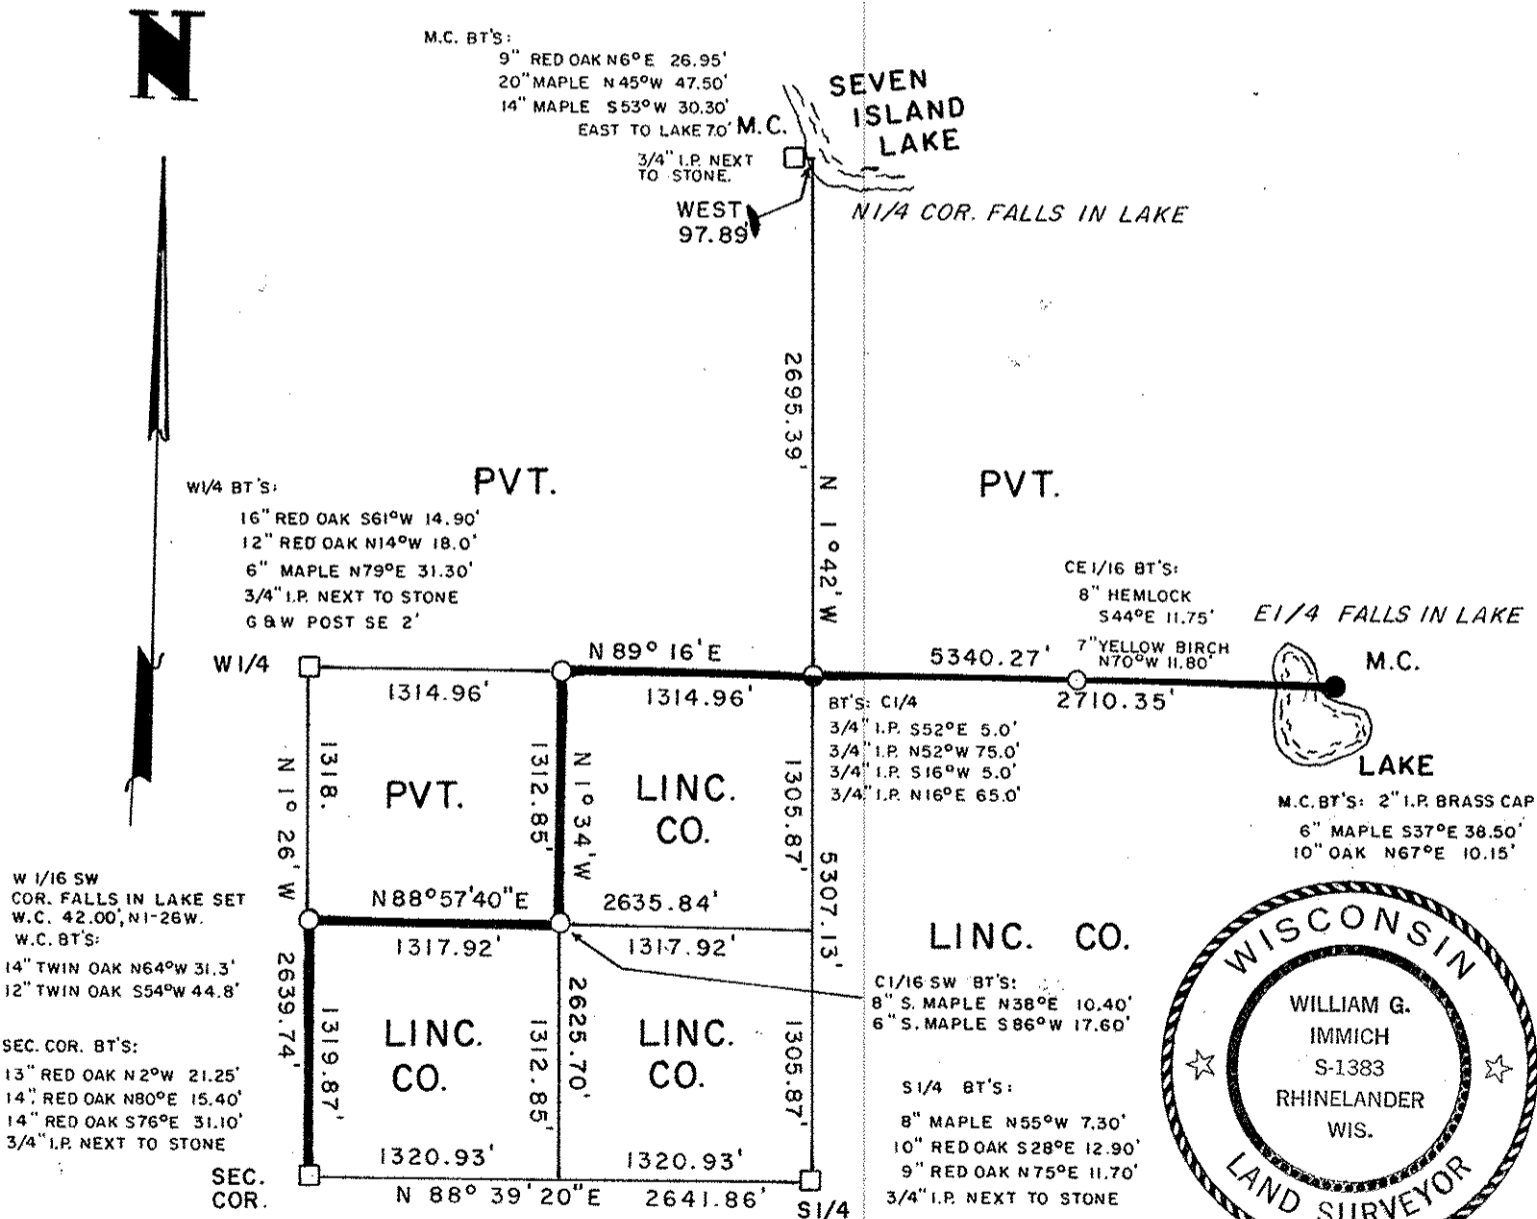 N
M.C. BT'S:
9" RED OAK N6°E 26.95'
20" MAPLE N45°W 47.50'
14" MAPLE S53°W 30.30'
EAST TO LAKE 70'
M.C.
3/4" I.P. NEXT
TO STONE.
WEST
97.89'
SEVEN
ISLAND
LAKE
N1/4 COR. FALLS IN LAKE
2695.39'
N 1°42' W
PVT.
PVT.
W1/4 BT'S:
16" RED OAK S61°W 14.90'
12" RED OAK N14°W 18.0'
6" MAPLE N79°E 31.30'
3/4" I.P. NEXT TO STONE
G&W POST SE 2'
CE1/16 BT'S:
8" HEMLOCK
S44°E 11.75'
7" YELLOW BIRCH
N70°W 11.80'
E1/4 FALLS IN LAKE
M.C.
W1/4
N 89° 16' E
5340.27'
1314.96'
1314.96'
2710.35'
BT'S: C1/4
3/4" I.P. S52°E 5.0'
3/4" I.P. N52°W 75.0'
3/4" I.P. S16°W 5.0'
3/4" I.P. N16°E 65.0'
LAKE
M.C.BT'S: 2" I.P. BRASS CAP
6" MAPLE S37°E 38.50'
10" OAK N67°E 10.15'
N 1° 26' W
1318.
PVT.
1312.85'
N 1°34' W
LINC.
CO.
1305.87'
5307.13'
W 1/16 SW
COR. FALLS IN LAKE SET
W.C. 42.00', N1-26W.
W.C. BT'S:
14" TWIN OAK N64°W 31.3'
12" TWIN OAK S54°W 44.8'
N88°57'40"E
2635.84'
1317.92'
1317.92'
LINC. CO.
C1/16 SW BT'S:
8" S. MAPLE N38°E 10.40'
6" S. MAPLE S86°W 17.60'
SEC. COR. BT'S:
13" RED OAK N2°W 21.25'
14" RED OAK N80°E 15.40'
14" RED OAK S76°E 31.10'
3/4" I.P. NEXT TO STONE
2639.74'
1319.87'
LINC.
CO.
1312.85'
2625.70'
LINC.
CO.
1305.87'
S1/4 BT'S:
8" MAPLE N55°W 7.30'
10" RED OAK S28°E 12.90'
9" RED OAK N75°E 11.70'
3/4" I.P. NEXT TO STONE
SEC.
COR.
1320.93'
1320.93'
N 88° 39' 20"E
2641.86'
S1/4
WISCONSIN
WILLIAM G.
IMMICH
S-1383
RHINELANDER
WIS.
LAND SURVEYOR